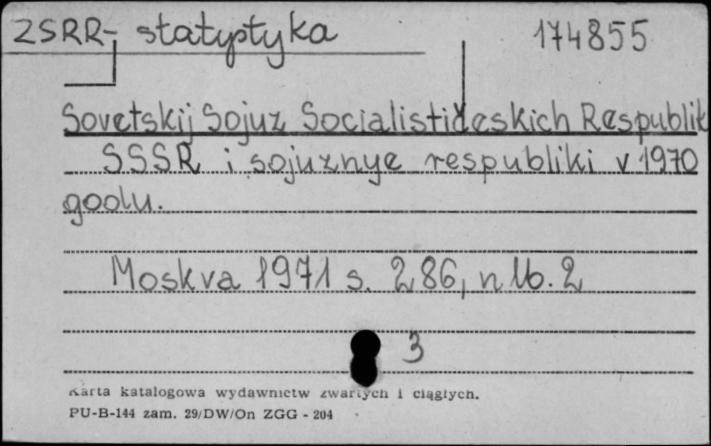 ZSRR - statystyka 174855
Sovetskij Sojuz Socialističeskich Respublik
SSSR i sojuznye respubliki v 1970
godu.
Moskva 1971 s. 286, nlb. 2
3
Karta katalogowa wydawnictw zwartych i ciągłych.
PU-B-144 zam. 29/DW/On ZGG - 204